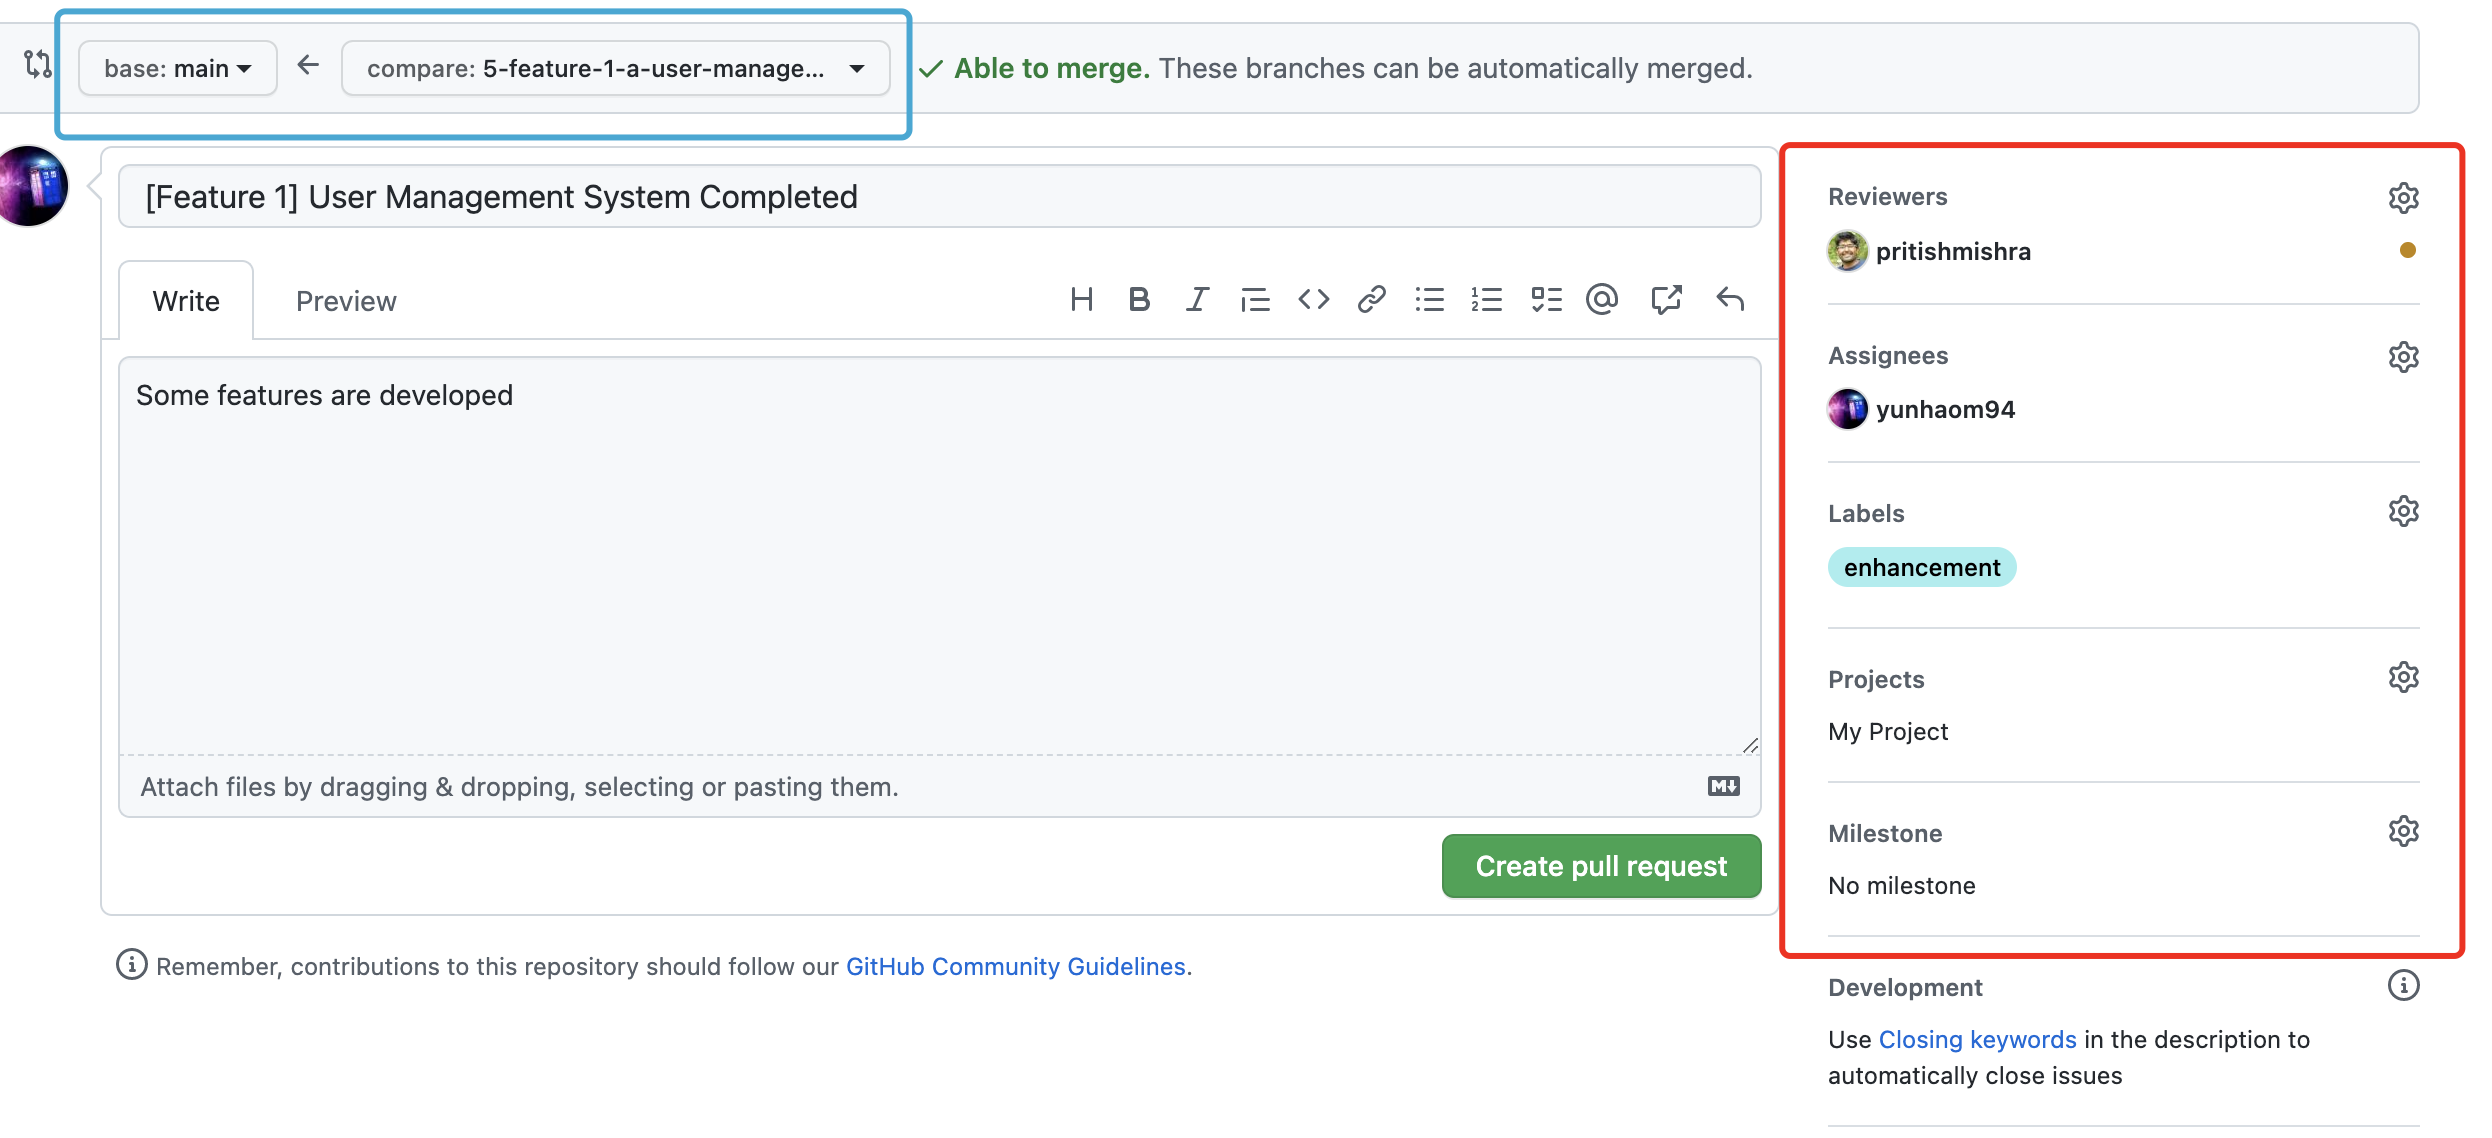 base: main
compare: 5-feature-1-a-user-manage...
Able to merge. These branches can be automatically merged.
[Feature 1] User Management System Completed
Write
Preview
Some features are developed
Attach files by dragging & dropping, selecting or pasting them.
Create pull request
Remember, contributions to this repository should follow our GitHub Community Guidelines.
Reviewers
pritishmishra
Assignees
yunhaom94
Labels
enhancement
Projects
My Project
Milestone
No milestone
Development
Use Closing keywords in the description to
automatically close issues